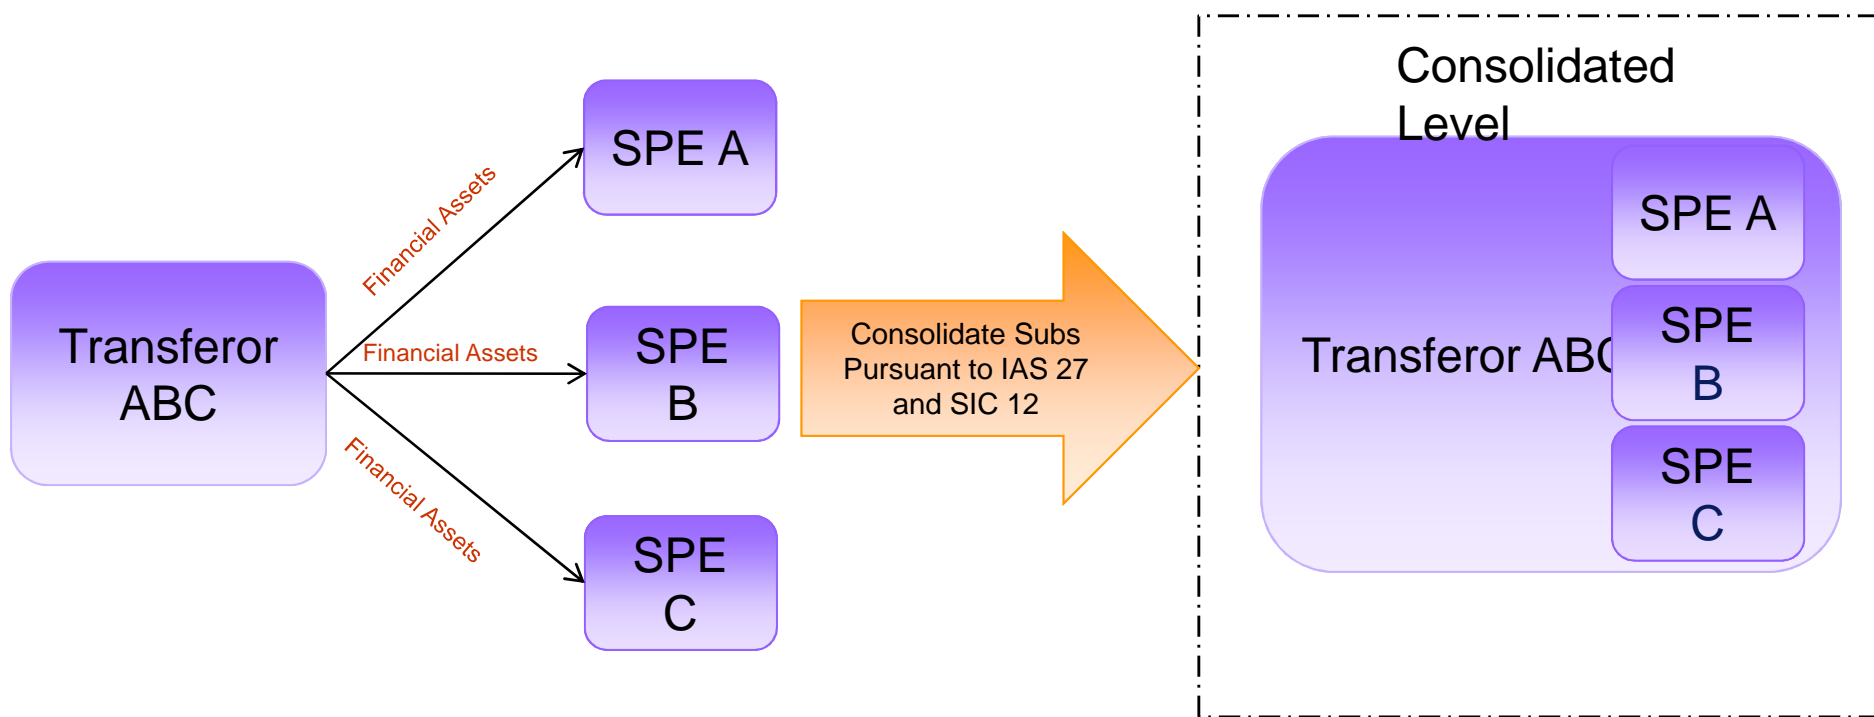 Transferor
ABC
Financial Assets
Financial Assets
Financial Assets
SPE A
SPE
B
SPE
C
Consolidate Subs
Pursuant to IAS 27
and SIC 12
Consolidated
Level
Transferor ABC
SPE A
SPE
B
SPE
C